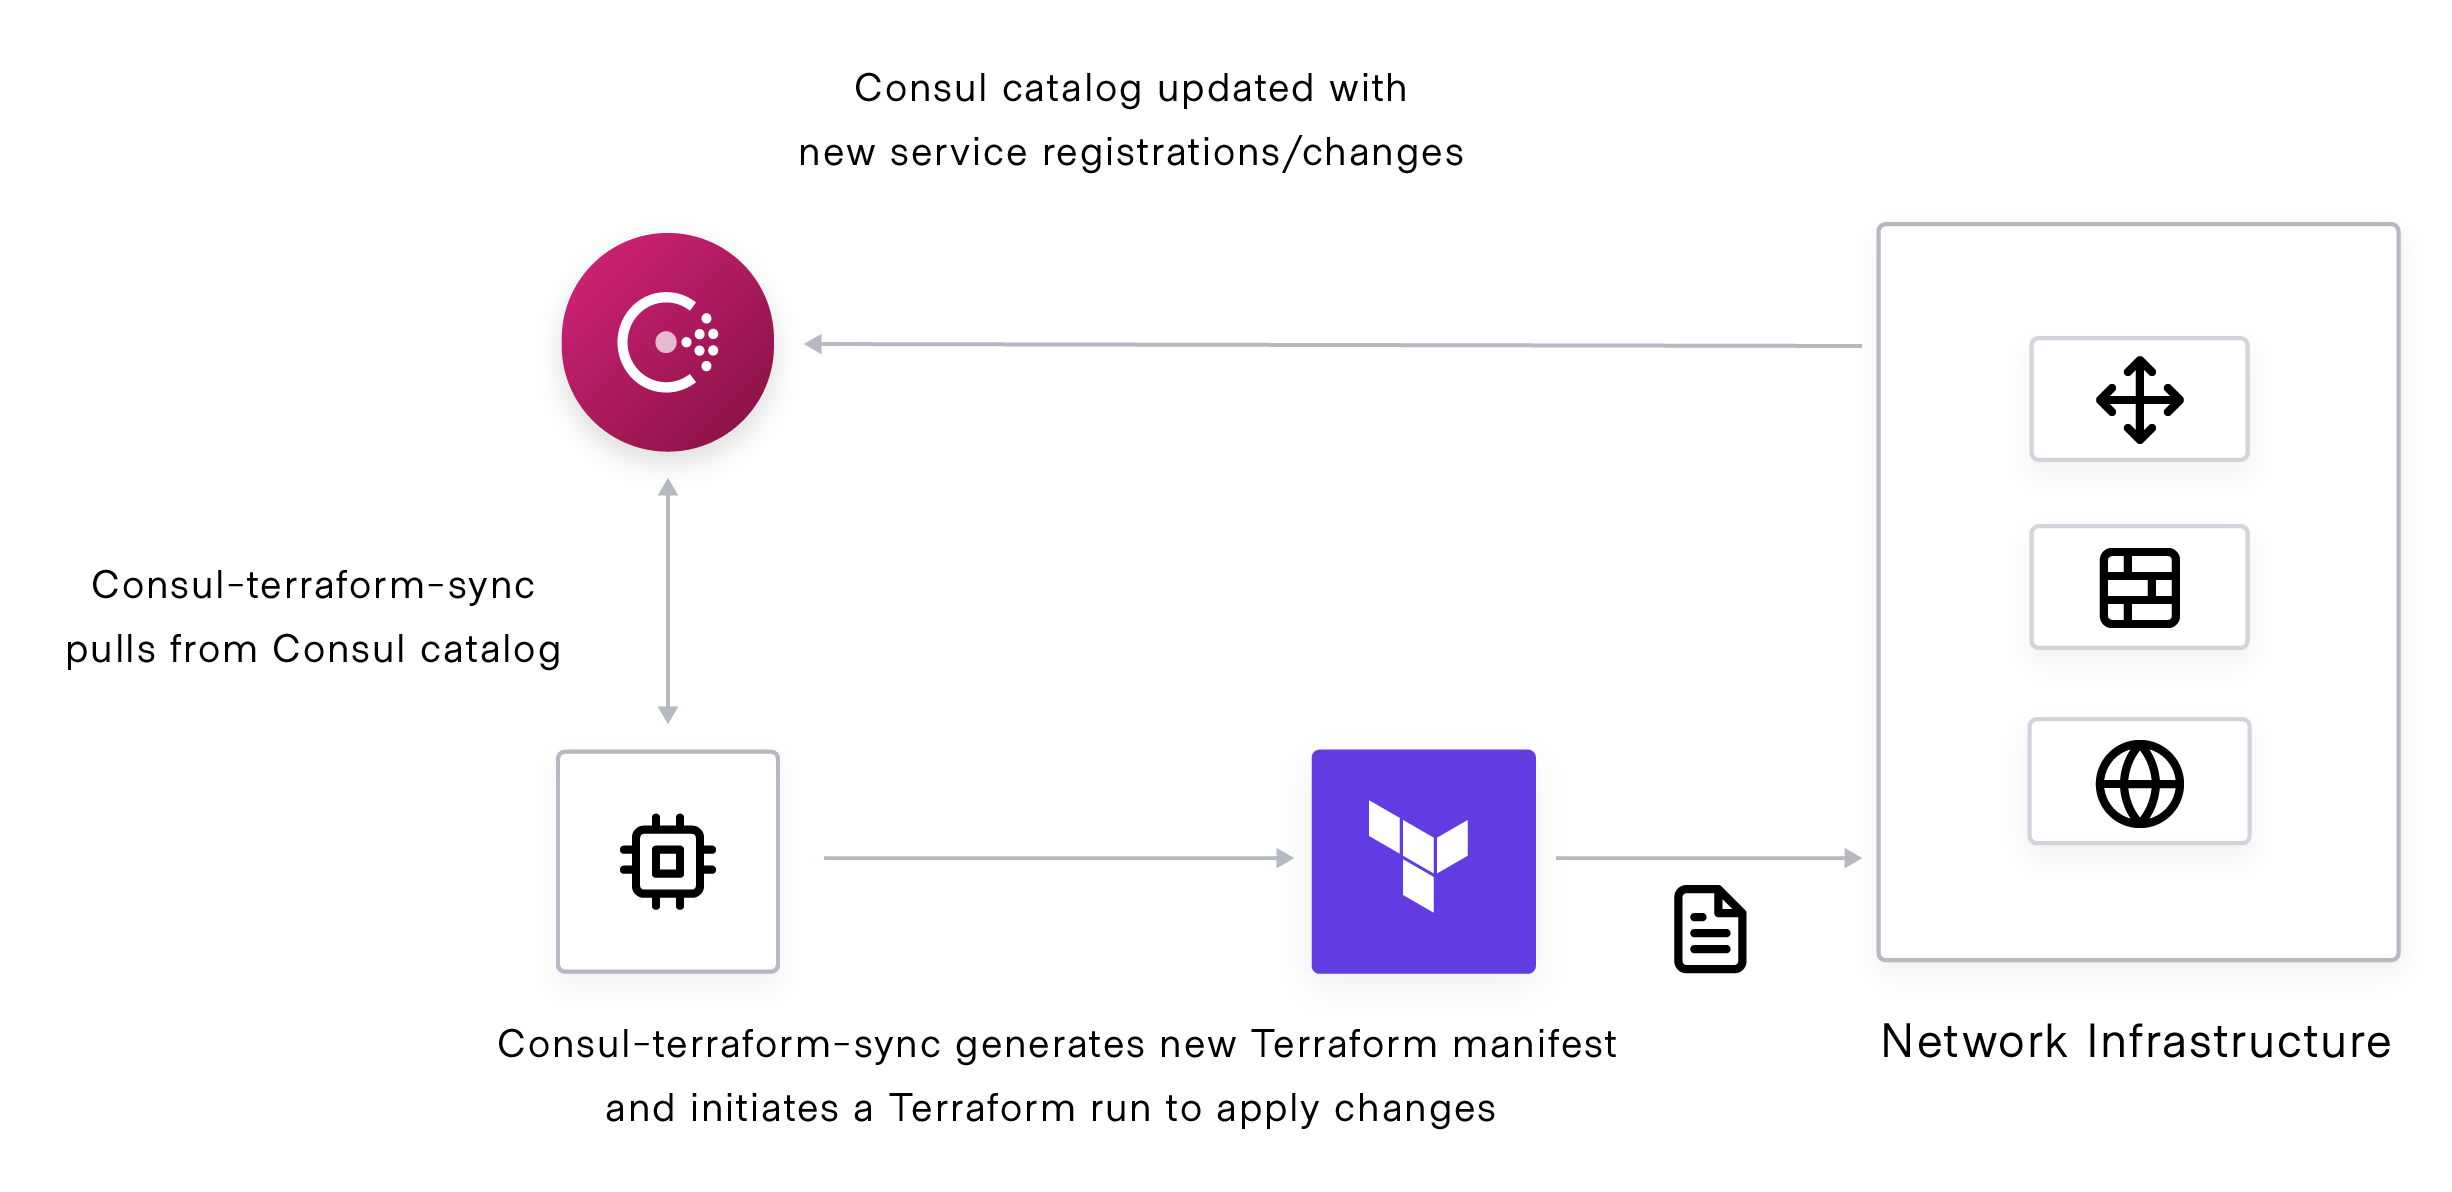 Consul catalog updated with
new service registrations/changes
Consul-terraform-sync
pulls from Consul catalog
Consul-terraform-sync generates new Terraform manifest
and initiates a Terraform run to apply changes
Network Infrastructure